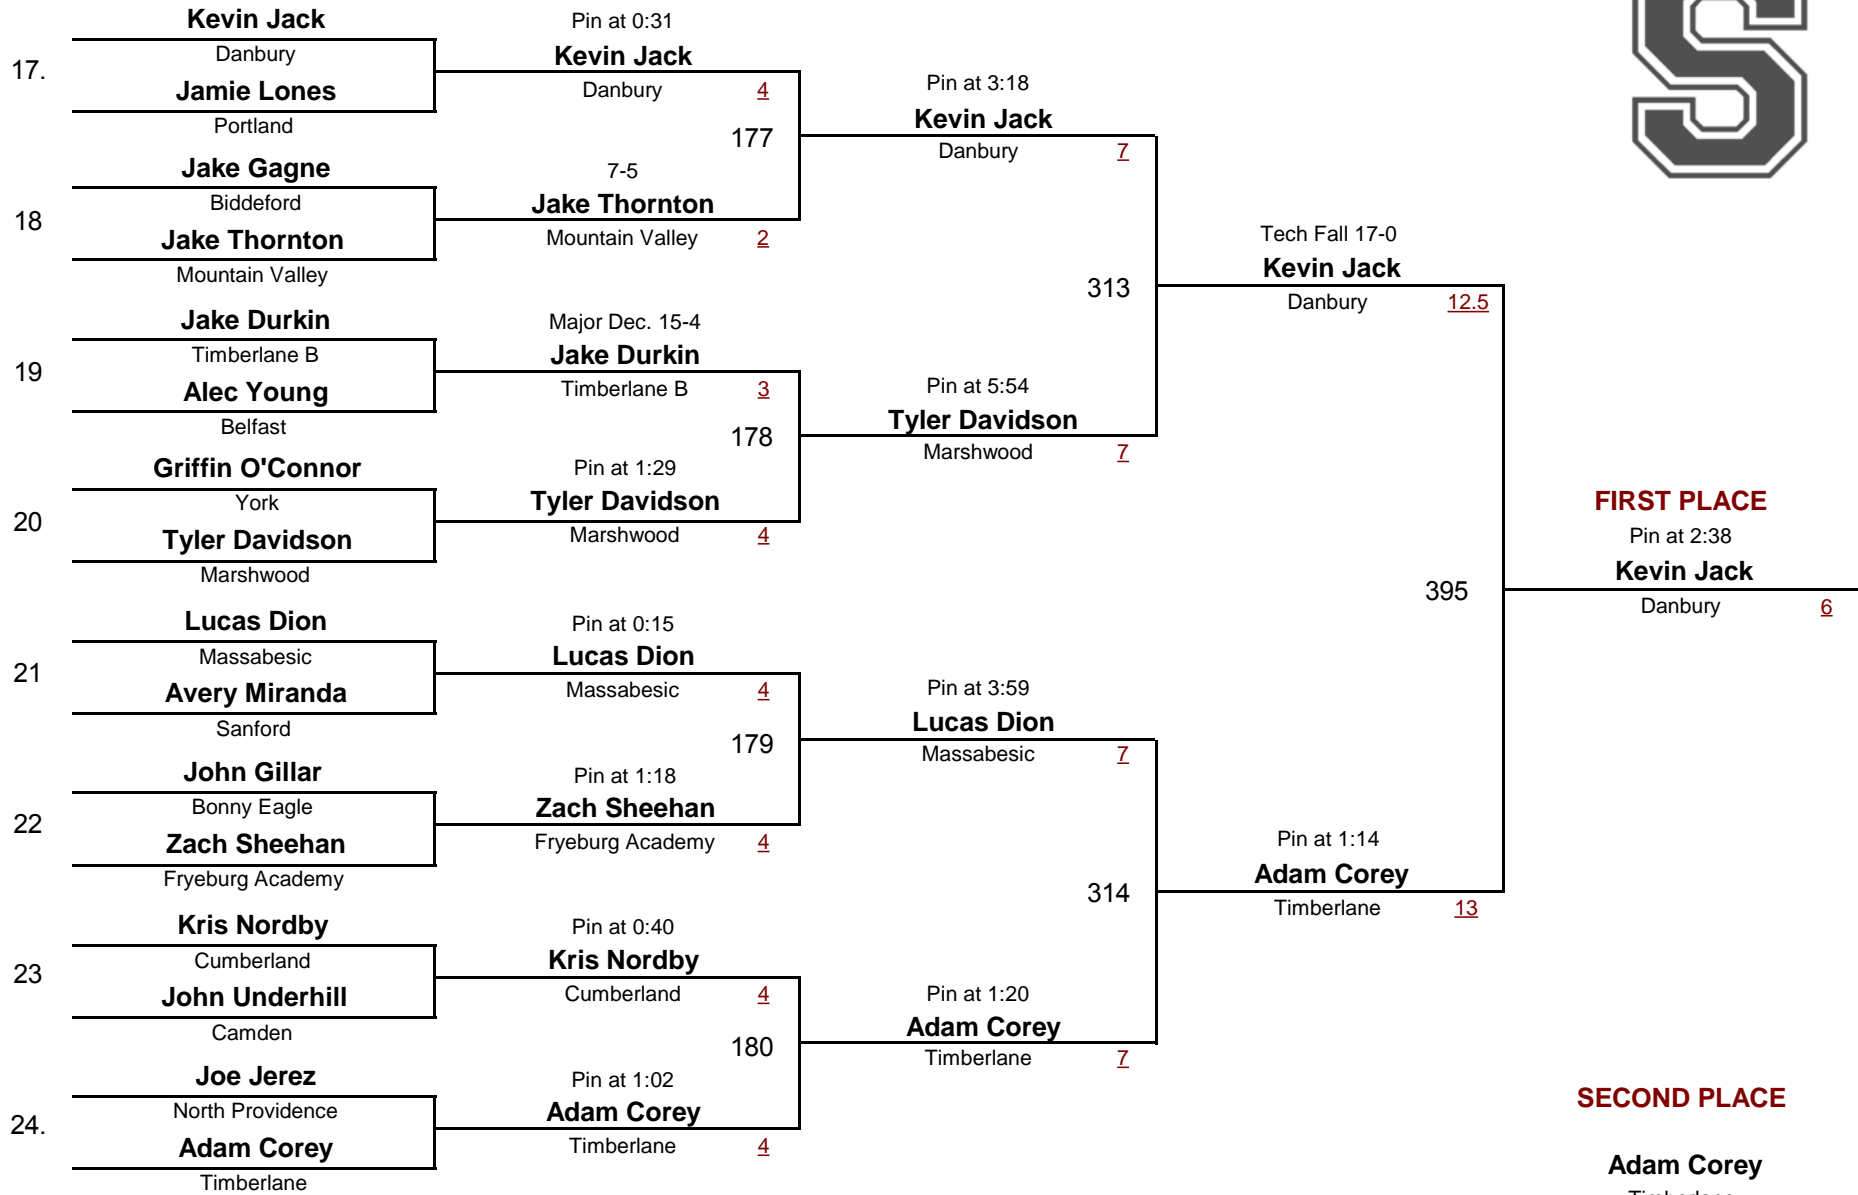 Kevin Jack
Danbury
17.
Jamie Lones
Portland
Jake Gagne
Biddeford
18
Jake Thornton
Mountain Valley
Jake Durkin
Timberlane B
19
Alec Young
Belfast
Griffin O'Connor
York
20
Tyler Davidson
Marshwood
Lucas Dion
Massabesic
21
Avery Miranda
Sanford
John Gillar
Bonny Eagle
22
Zach Sheehan
Fryeburg Academy
Kris Nordby
Cumberland
23
John Underhill
Camden
Joe Jerez
North Providence
24.
Adam Corey
Timberlane
Pin at 0:31
Kevin Jack
Danbury 4
177
7-5
Jake Thornton
Mountain Valley 2
Major Dec. 15-4
Jake Durkin
Timberlane B 3
178
Pin at 1:29
Tyler Davidson
Marshwood 4
Pin at 0:15
Lucas Dion
Massabesic 4
179
Pin at 1:18
Zach Sheehan
Fryeburg Academy 4
Pin at 0:40
Kris Nordby
Cumberland 4
180
Pin at 1:02
Adam Corey
Timberlane 4
Pin at 3:18
Kevin Jack
Danbury 7
313
Pin at 5:54
Tyler Davidson
Marshwood 7
Pin at 3:59
Lucas Dion
Massabesic 7
314
Pin at 1:20
Adam Corey
Timberlane 7
Tech Fall 17-0
Kevin Jack
Danbury 12.5
395
Pin at 1:14
Adam Corey
Timberlane 13
S
FIRST PLACE
Pin at 2:38
Kevin Jack
Danbury 6
SECOND PLACE
Adam Corey
Timberlane